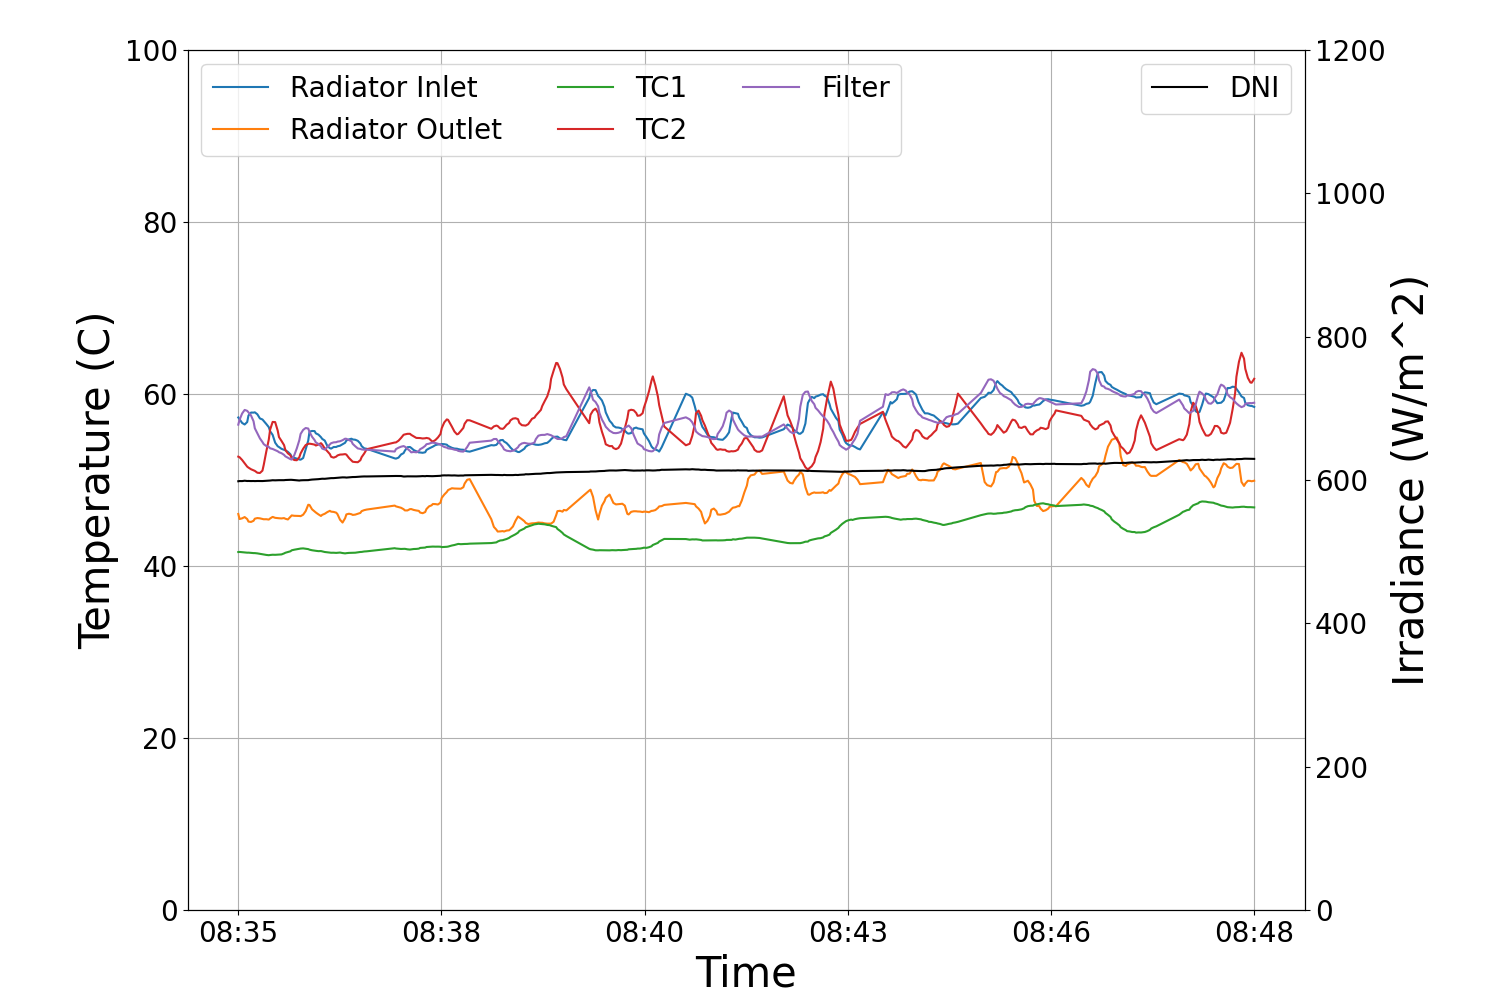 100
80
60
40
20
0
Temperature (C)
Radiator Inlet
Radiator Outlet
TC1
TC2
Filter
DNI
1200
1000
800
600
400
200
0
Irradiance (W/m^2)
08:35 08:38 08:40 08:43 08:46 08:48
Time